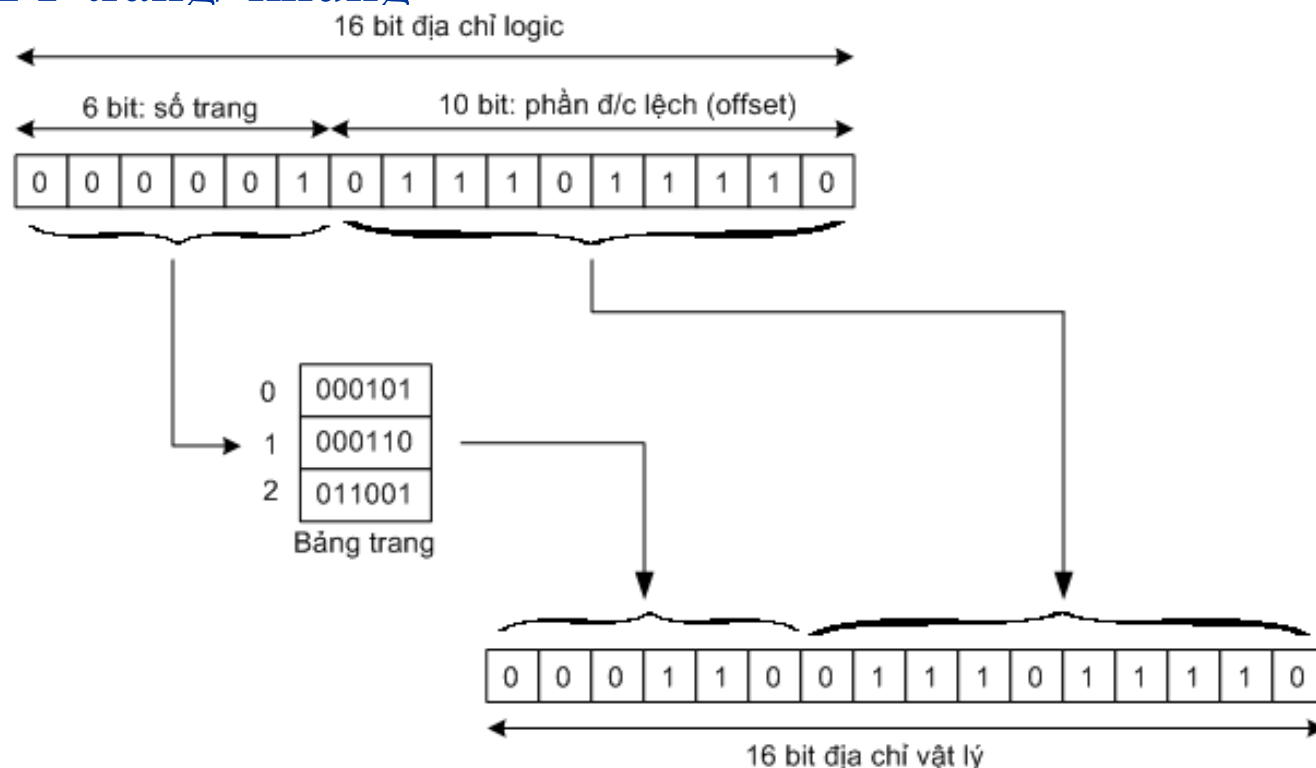 16 bit địa chỉ logic
6 bit: số trang 10 bit: phần đ/c lệch (offset)
0 0 0 0 0 1 0 1 1 1 0 1 1 1 1 0
0 000101
1 000110
2 011001
Bảng trang
0 0 0 1 1 0 0 1 1 1 0 1 1 1 1 0
16 bit địa chỉ vật lý